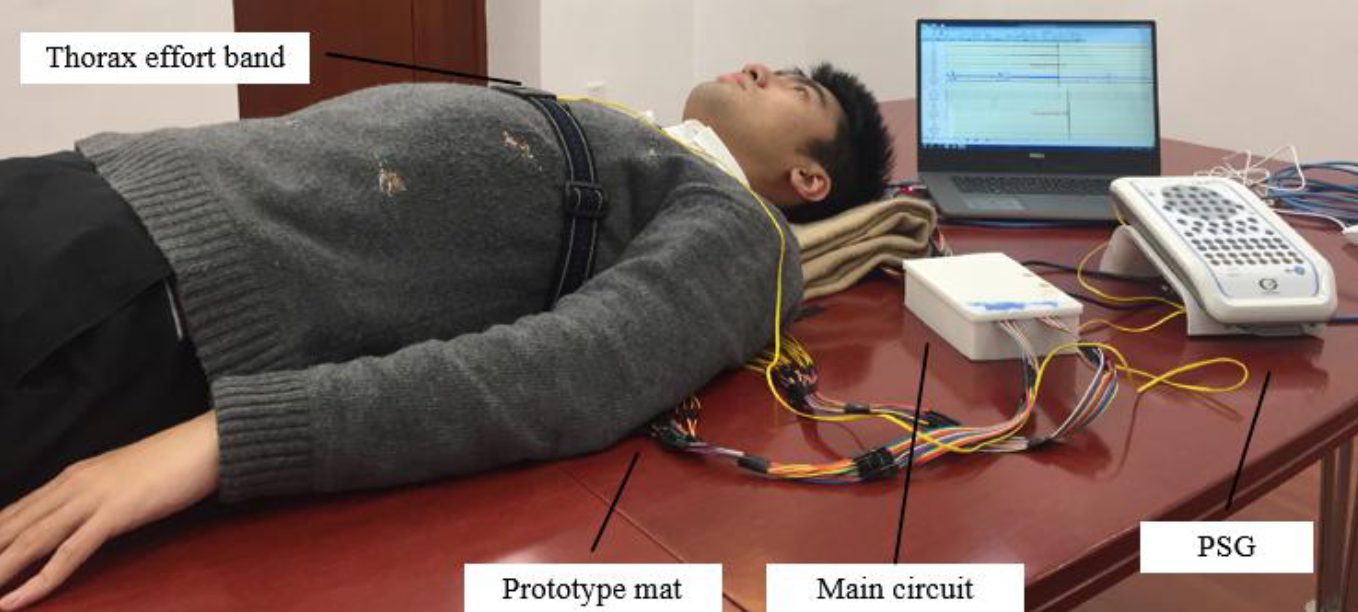 Thorax effort band
Prototype mat
Main circuit
PSG